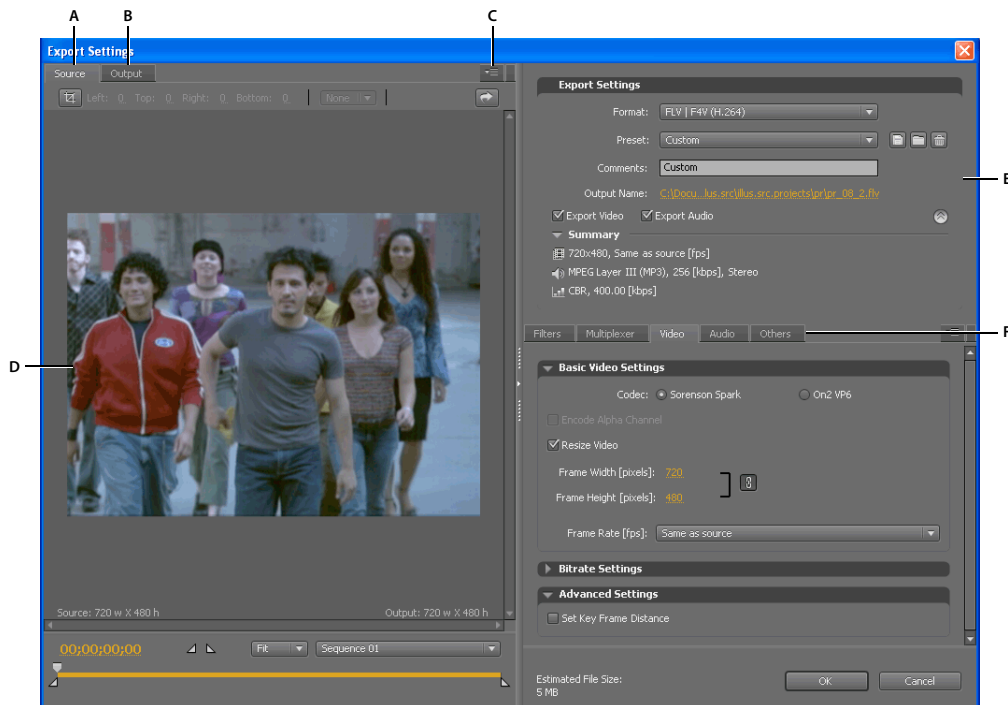 A B C
Export Settings
Source Output
Left: 0 Top: 0 Right: 0 Bottom: 0 None
D
Source: 720 w X 480 h Output: 720 w X 480 h
00;00;00;00 Fit Sequence 01
Export Settings
Format: FLV | F4V (H.264)
Preset: Custom
Comments: Custom
E
Output Name: C:\Docu...lus.src\illus.src.projects\pr\pr_08_2.flv
Export Video Export Audio
Summary
720x480, Same as source [fps]
MPEG Layer III (MP3), 256 [kbps], Stereo
CBR, 400.00 [kbps]
Filters Multiplexer Video Audio Others
F
Basic Video Settings
Codec: Sorenson Spark On2 VP6
Encode Alpha Channel
Resize Video
Frame Width [pixels]: 720
Frame Height [pixels]: 480
Frame Rate [fps]: Same as source
Bitrate Settings
Advanced Settings
Set Key Frame Distance
Estimated File Size:
5 MB
OK Cancel